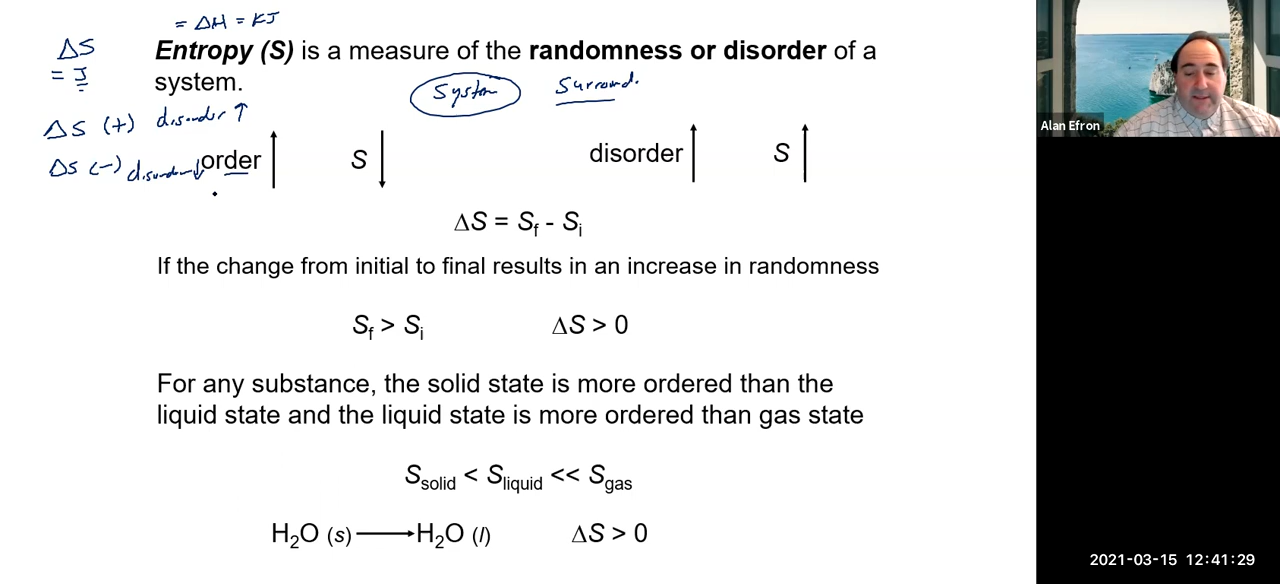 = ΔH = KJ
ΔS
= J
Entropy (S) is a measure of the randomness or disorder of a
system.
System Surround.
ΔS (+) disorder ↑
ΔS (-) disorder ↓
order ↑ S ↓ disorder ↑ S ↑
ΔS = Sf - Si
If the change from initial to final results in an increase in randomness
Sf > Si ΔS > 0
For any substance, the solid state is more ordered than the
liquid state and the liquid state is more ordered than gas state
Ssolid < Sliquid << Sgas
H2O (s) → H2O (l) ΔS > 0
Alan Efron
2021-03-15 12:41:29